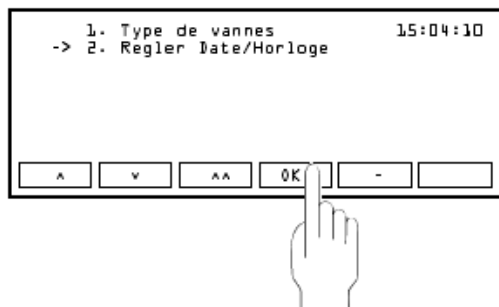 1. Type de vannes 15:04:10
-> 2. Regler Date/Horloge
^ v ^^ OK -